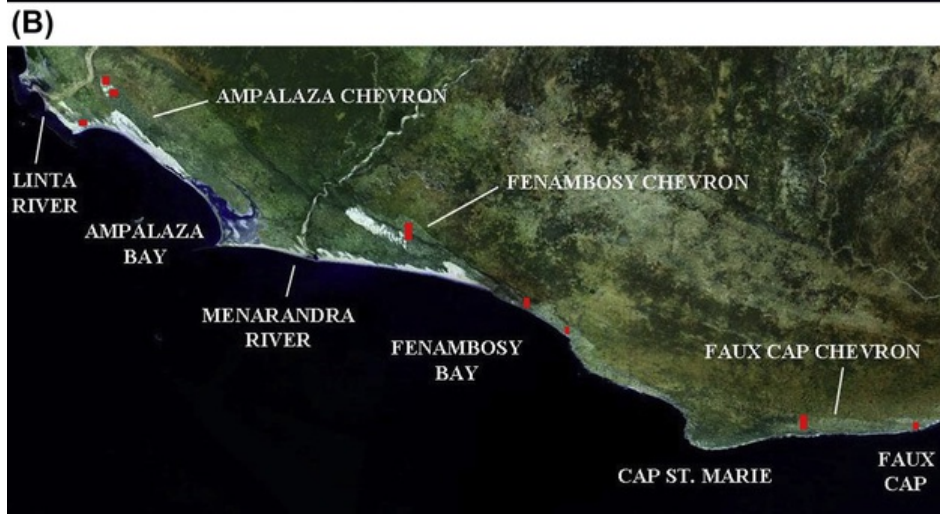 (B)
AMPALAZA CHEVRON
LINTA
RIVER
FENAMBOSY CHEVRON
AMPALAZA
BAY
MENARANDRA
RIVER
FENAMBOSY
BAY
FAUX CAP CHEVRON
CAP ST. MARIE
FAUX
CAP